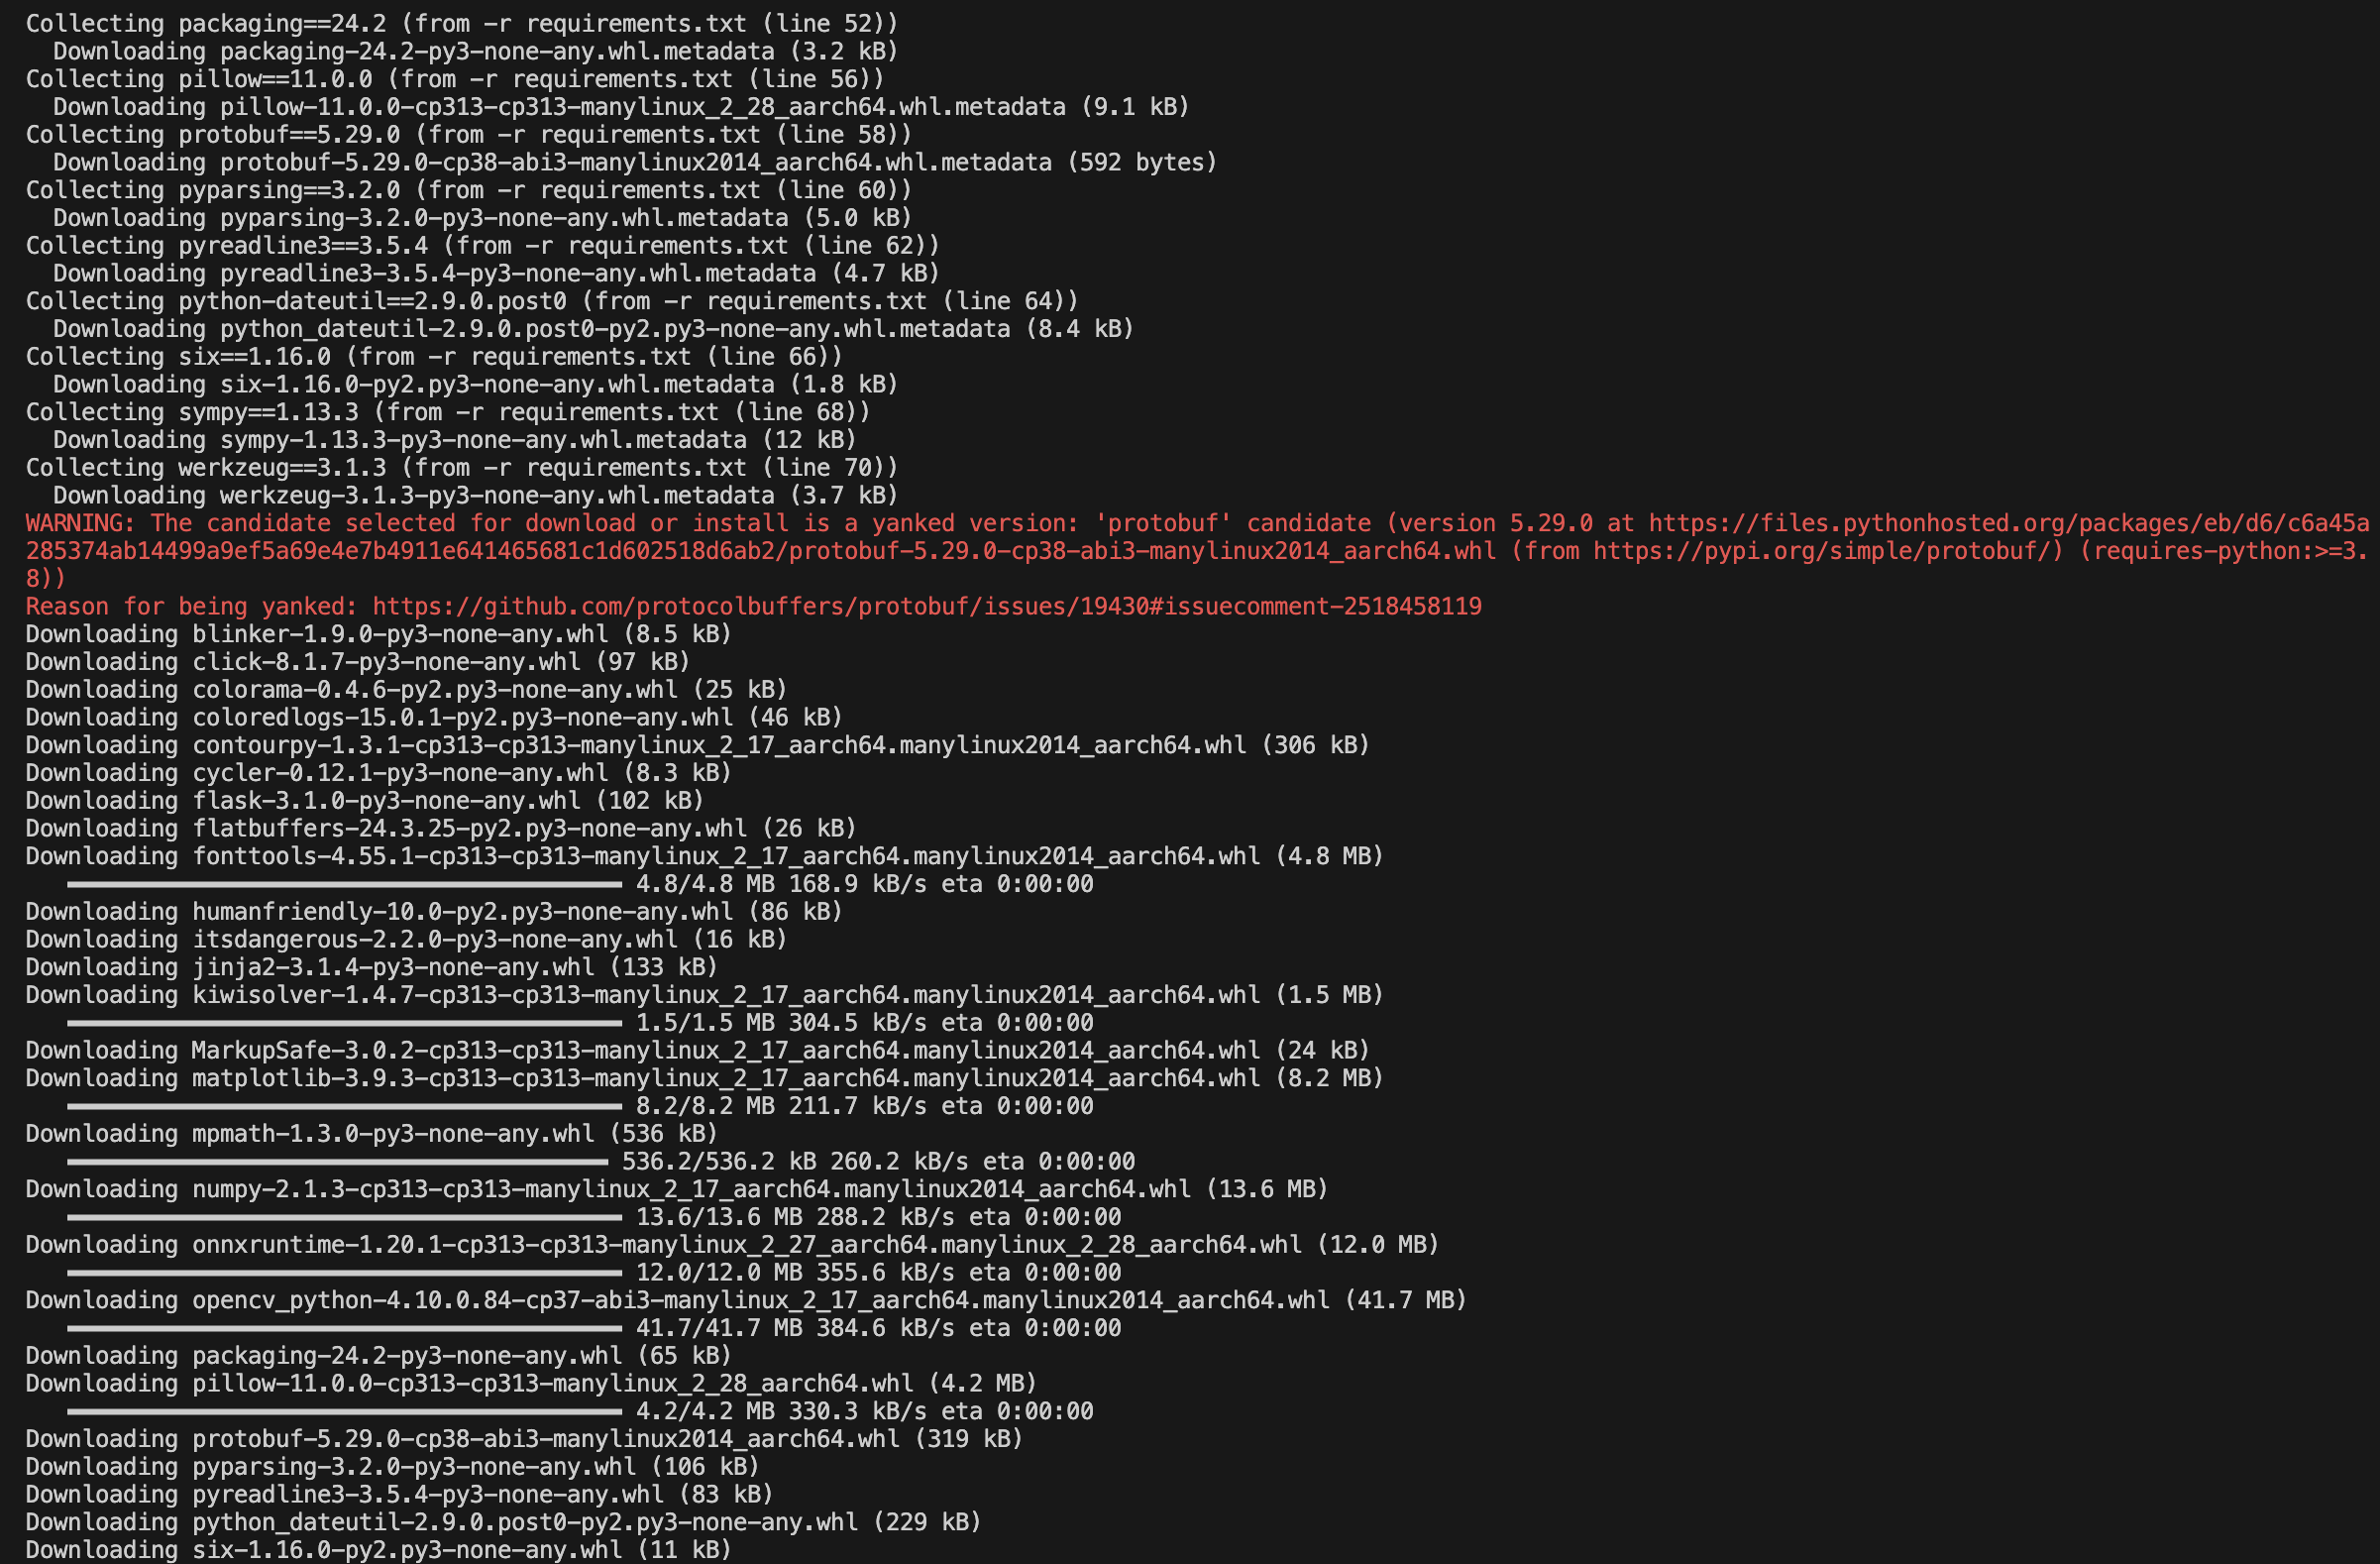 Collecting packaging==24.2 (from -r requirements.txt (line 52))
  Downloading packaging-24.2-py3-none-any.whl.metadata (3.2 kB)
Collecting pillow==11.0.0 (from -r requirements.txt (line 56))
  Downloading pillow-11.0.0-cp313-cp313-manylinux_2_28_aarch64.whl.metadata (9.1 kB)
Collecting protobuf==5.29.0 (from -r requirements.txt (line 58))
  Downloading protobuf-5.29.0-cp38-abi3-manylinux2014_aarch64.whl.metadata (592 bytes)
Collecting pyparsing==3.2.0 (from -r requirements.txt (line 60))
  Downloading pyparsing-3.2.0-py3-none-any.whl.metadata (5.0 kB)
Collecting pyreadline3==3.5.4 (from -r requirements.txt (line 62))
  Downloading pyreadline3-3.5.4-py3-none-any.whl.metadata (4.7 kB)
Collecting python-dateutil==2.9.0.post0 (from -r requirements.txt (line 64))
  Downloading python_dateutil-2.9.0.post0-py2.py3-none-any.whl.metadata (8.4 kB)
Collecting six==1.16.0 (from -r requirements.txt (line 66))
  Downloading six-1.16.0-py2.py3-none-any.whl.metadata (1.8 kB)
Collecting sympy==1.13.3 (from -r requirements.txt (line 68))
  Downloading sympy-1.13.3-py3-none-any.whl.metadata (12 kB)
Collecting werkzeug==3.1.3 (from -r requirements.txt (line 70))
  Downloading werkzeug-3.1.3-py3-none-any.whl.metadata (3.7 kB)
WARNING: The candidate selected for download or install is a yanked version: 'protobuf' candidate (version 5.29.0 at https://files.pythonhosted.org/packages/eb/d6/c6a45a
285374ab14499a9ef5a69e4e7b4911e641465681c1d602518d6ab2/protobuf-5.29.0-cp38-abi3-manylinux2014_aarch64.whl (from https://pypi.org/simple/protobuf/) (requires-python:>=3.
8))
Reason for being yanked: https://github.com/protocolbuffers/protobuf/issues/19430#issuecomment-2518458119
Downloading blinker-1.9.0-py3-none-any.whl (8.5 kB)
Downloading click-8.1.7-py3-none-any.whl (97 kB)
Downloading colorama-0.4.6-py2.py3-none-any.whl (25 kB)
Downloading coloredlogs-15.0.1-py2.py3-none-any.whl (46 kB)
Downloading contourpy-1.3.1-cp313-cp313-manylinux_2_17_aarch64.manylinux2014_aarch64.whl (306 kB)
Downloading cycler-0.12.1-py3-none-any.whl (8.3 kB)
Downloading flask-3.1.0-py3-none-any.whl (102 kB)
Downloading flatbuffers-24.3.25-py2.py3-none-any.whl (26 kB)
Downloading fonttools-4.55.1-cp313-cp313-manylinux_2_17_aarch64.manylinux2014_aarch64.whl (4.8 MB)
4.8/4.8 MB 168.9 kB/s eta 0:00:00
Downloading humanfriendly-10.0-py2.py3-none-any.whl (86 kB)
Downloading itsdangerous-2.2.0-py3-none-any.whl (16 kB)
Downloading jinja2-3.1.4-py3-none-any.whl (133 kB)
Downloading kiwisolver-1.4.7-cp313-cp313-manylinux_2_17_aarch64.manylinux2014_aarch64.whl (1.5 MB)
1.5/1.5 MB 304.5 kB/s eta 0:00:00
Downloading MarkupSafe-3.0.2-cp313-cp313-manylinux_2_17_aarch64.manylinux2014_aarch64.whl (24 kB)
Downloading matplotlib-3.9.3-cp313-cp313-manylinux_2_17_aarch64.manylinux2014_aarch64.whl (8.2 MB)
8.2/8.2 MB 211.7 kB/s eta 0:00:00
Downloading mpmath-1.3.0-py3-none-any.whl (536 kB)
536.2/536.2 kB 260.2 kB/s eta 0:00:00
Downloading numpy-2.1.3-cp313-cp313-manylinux_2_17_aarch64.manylinux2014_aarch64.whl (13.6 MB)
13.6/13.6 MB 288.2 kB/s eta 0:00:00
Downloading onnxruntime-1.20.1-cp313-cp313-manylinux_2_27_aarch64.manylinux_2_28_aarch64.whl (12.0 MB)
12.0/12.0 MB 355.6 kB/s eta 0:00:00
Downloading opencv_python-4.10.0.84-cp37-abi3-manylinux_2_17_aarch64.manylinux2014_aarch64.whl (41.7 MB)
41.7/41.7 MB 384.6 kB/s eta 0:00:00
Downloading packaging-24.2-py3-none-any.whl (65 kB)
Downloading pillow-11.0.0-cp313-cp313-manylinux_2_28_aarch64.whl (4.2 MB)
4.2/4.2 MB 330.3 kB/s eta 0:00:00
Downloading protobuf-5.29.0-cp38-abi3-manylinux2014_aarch64.whl (319 kB)
Downloading pyparsing-3.2.0-py3-none-any.whl (106 kB)
Downloading pyreadline3-3.5.4-py3-none-any.whl (83 kB)
Downloading python_dateutil-2.9.0.post0-py2.py3-none-any.whl (229 kB)
Downloading six-1.16.0-py2.py3-none-any.whl (11 kB)